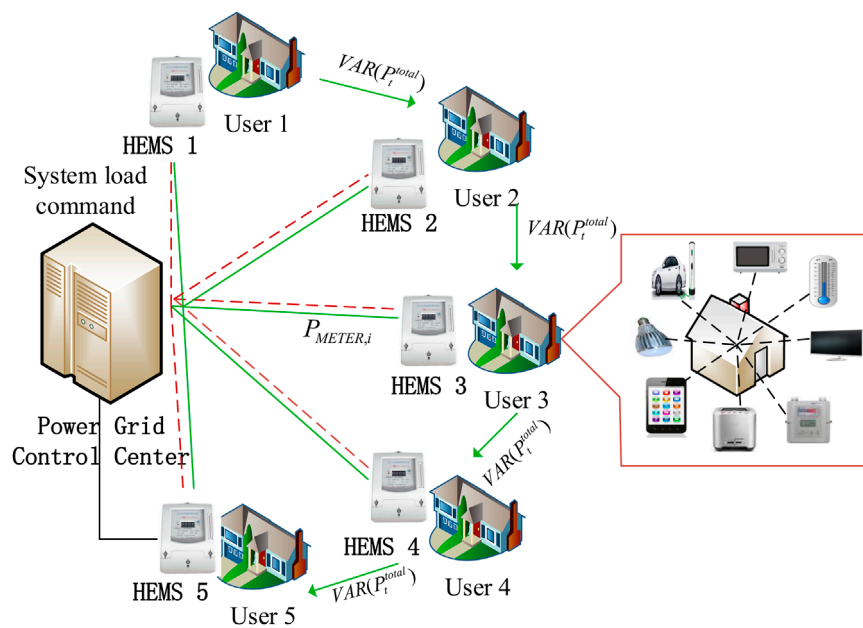 VAR(P_t^{total})
User 1
HEMS 1
System load
command
User 2
HEMS 2
VAR(P_t^{total})
P_{METER,i}
HEMS 3
User 3
Power Grid
Control Center
VAR(P_t^{total})
HEMS 4
User 4
VAR(P_t^{total})
HEMS 5
User 5